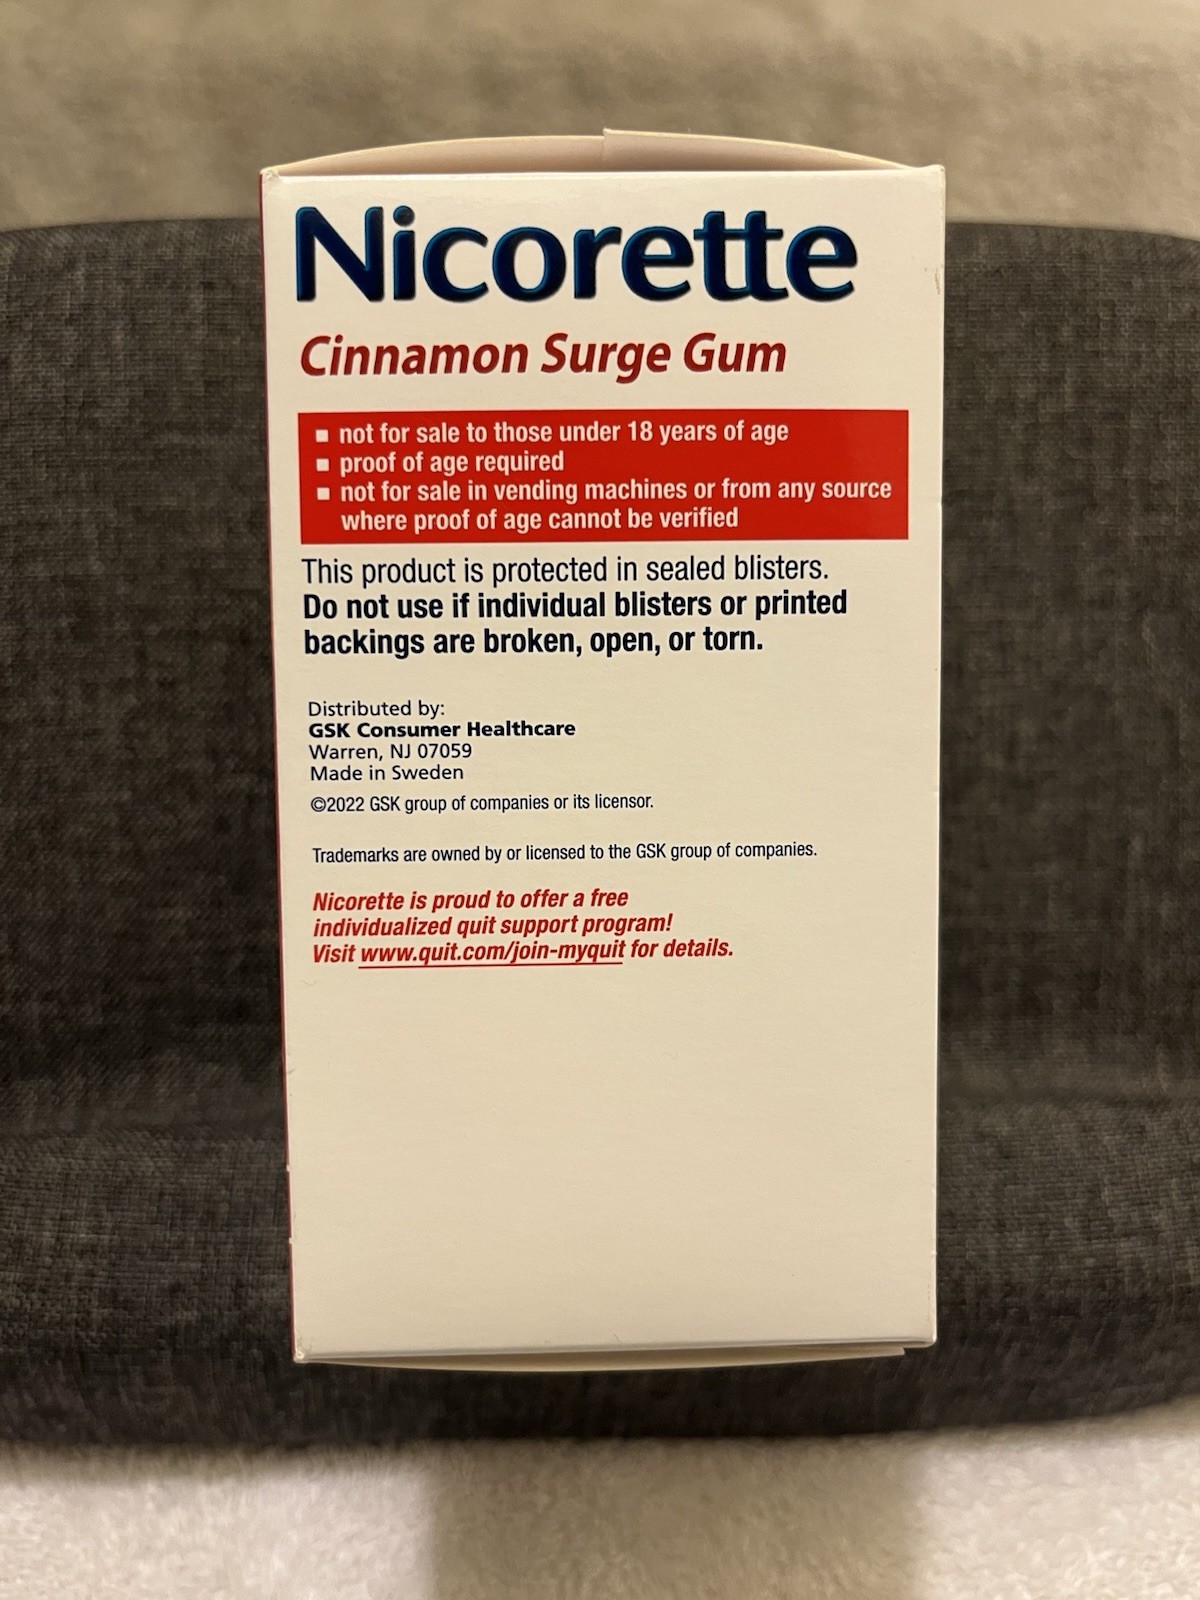 Nicorette
Cinnamon Surge Gum
▪ not for sale to those under 18 years of age
▪ proof of age required
▪ not for sale in vending machines or from any source
where proof of age cannot be verified
This product is protected in sealed blisters.
Do not use if individual blisters or printed
backings are broken, open, or torn.
Distributed by:
GSK Consumer Healthcare
Warren, NJ 07059
Made in Sweden
©2022 GSK group of companies or its licensor.
Trademarks are owned by or licensed to the GSK group of companies.
Nicorette is proud to offer a free
individualized quit support program!
Visit www.quit.com/join-myquit for details.